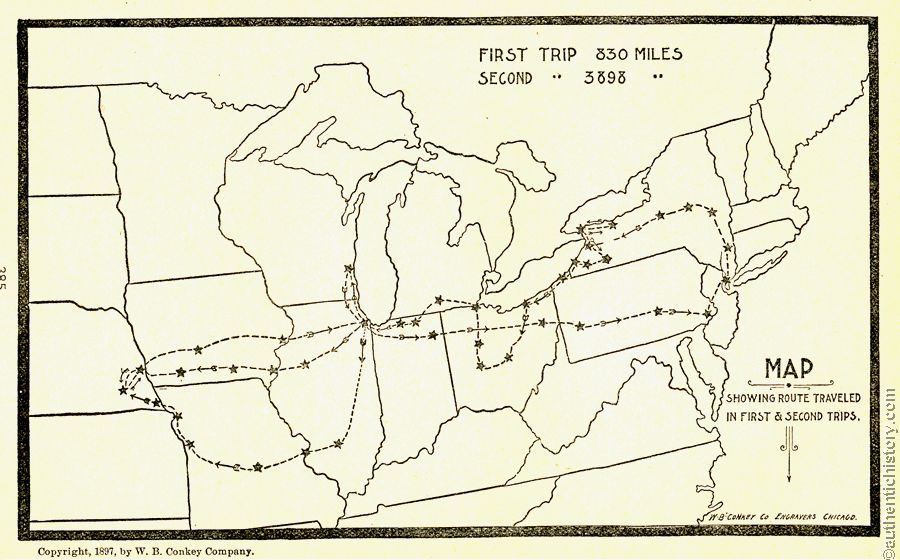 FIRST TRIP 830 MILES
SECOND " 3898 "
385
MAP
SHOWING ROUTE TRAVELED
IN FIRST & SECOND TRIPS.
W·B·CONKEY CO ENGRAVERS CHICAGO.
Copyright, 1897, by W. B. Conkey Company.
©authentichistory.com